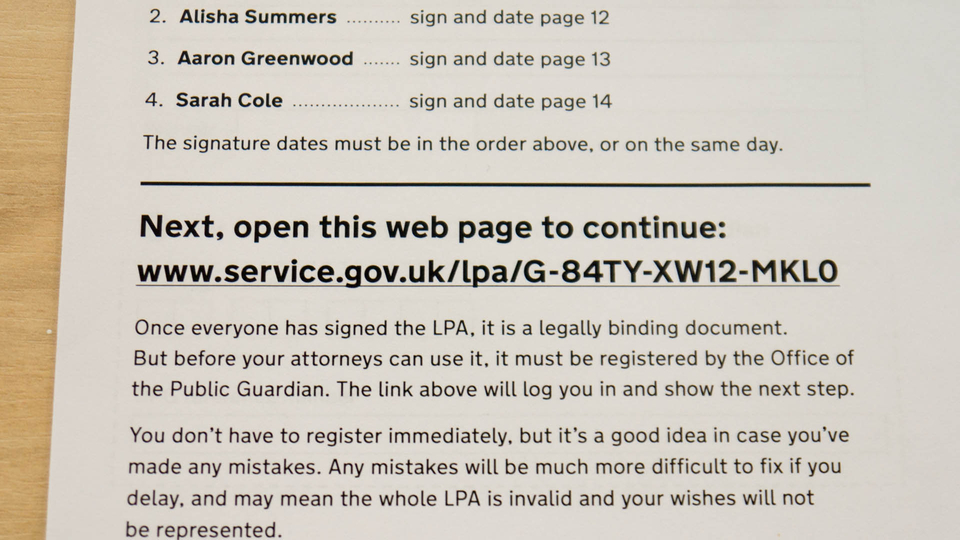 2. Alisha Summers .......... sign and date page 12
3. Aaron Greenwood ....... sign and date page 13
4. Sarah Cole .................... sign and date page 14
The signature dates must be in the order above, or on the same day.
Next, open this web page to continue:
www.service.gov.uk/lpa/G-84TY-XW12-MKL0
Once everyone has signed the LPA, it is a legally binding document.
But before your attorneys can use it, it must be registered by the Office of
the Public Guardian. The link above will log you in and show the next step.
You don’t have to register immediately, but it’s a good idea in case you’ve
made any mistakes. Any mistakes will be much more difficult to fix if you
delay, and may mean the whole LPA is invalid and your wishes will not
be represented.